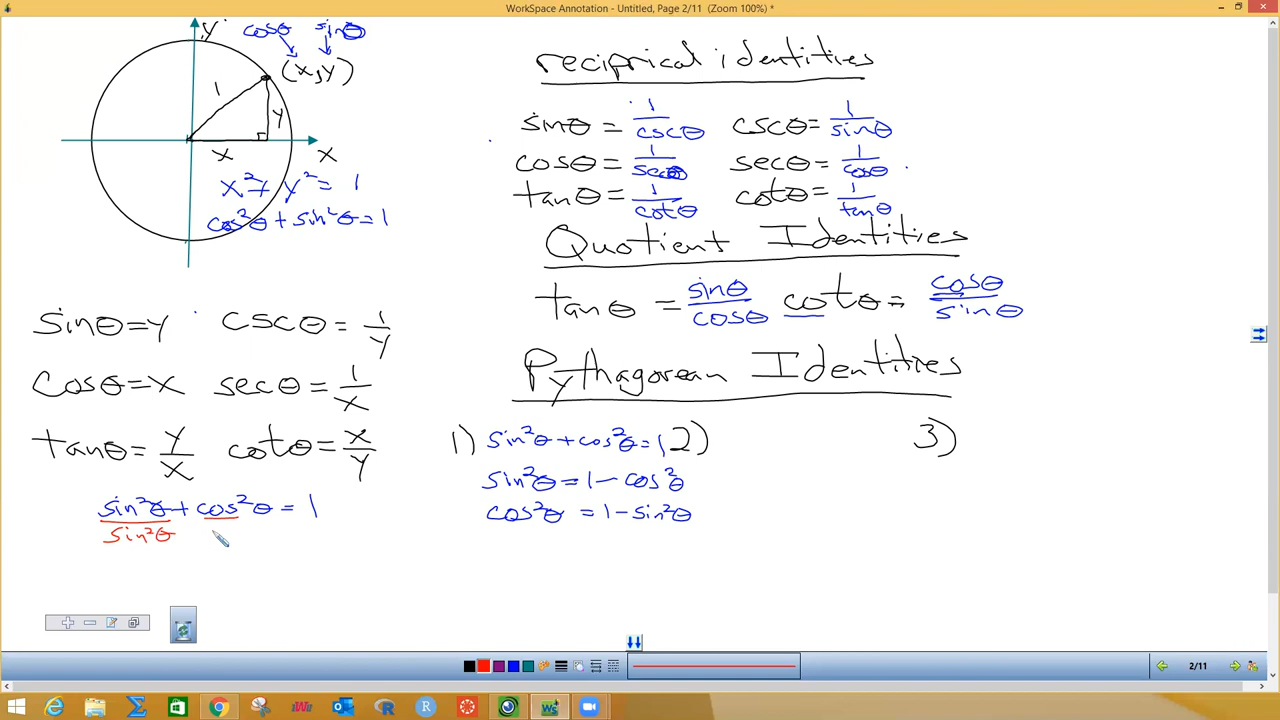 WorkSpace Annotation - Untitled, Page 2/11 (Zoom 100%) *
y
cosθ sinθ
(x,y)
1
y
x
x
x² + y² = 1
cos²θ + sin²θ = 1
sinθ=y cscθ = 1/y
cosθ=x secθ = 1/x
tanθ= y/x cotθ = x/y
sin²θ + cos²θ = 1
sin²θ
reciprical identities
sinθ = 1/cscθ cscθ= 1/sinθ
cosθ = 1/secθ secθ = 1/cosθ
tanθ = 1/cotθ cotθ= 1/tanθ
Quotient Identities
tanθ = sinθ/cosθ cotθ= cosθ/sinθ
Pythagorean Identities
1) sin²θ + cos²θ = 1 2) 3)
sin²θ = 1 - cos²θ
cos²θ = 1 - sin²θ
2/11